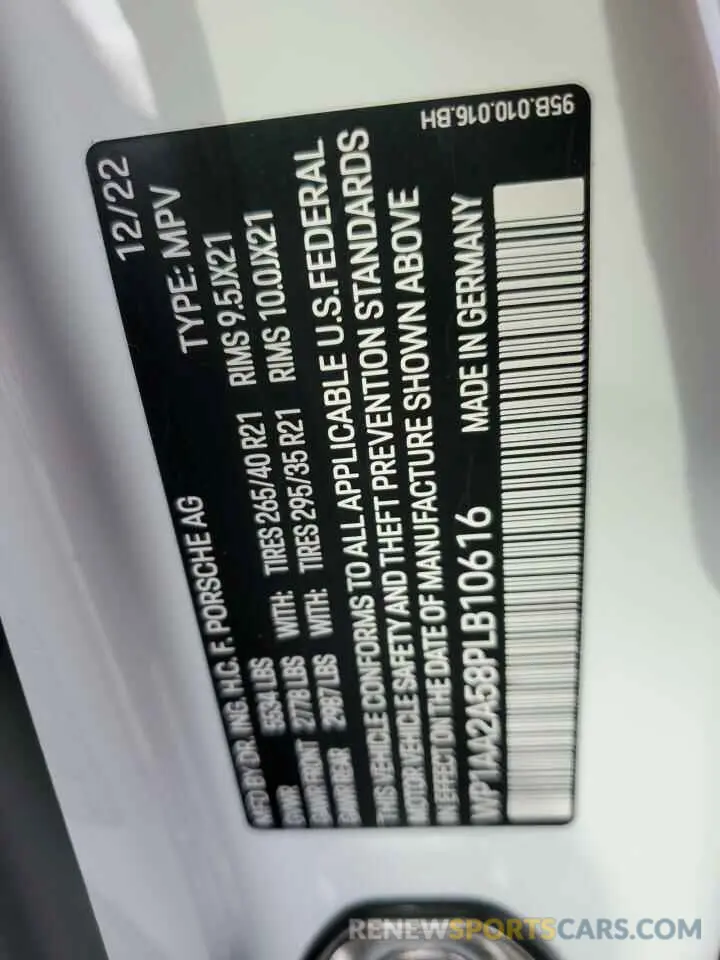 MFD BY DR. ING. H.C. F. PORSCHE AG 12/22
TYPE: MPV
GVWR 5534 LBS
GAWR FRONT 2778 LBS WITH: TIRES 265/40 R21 RIMS 9.5JX21
GAWR REAR 2987 LBS WITH: TIRES 295/35 R21 RIMS 10.0JX21
THIS VEHICLE CONFORMS TO ALL APPLICABLE U.S.FEDERAL
MOTOR VEHICLE SAFETY AND THEFT PREVENTION STANDARDS
IN EFFECT ON THE DATE OF MANUFACTURE SHOWN ABOVE
WP1AA2A58PLB10616 MADE IN GERMANY
95B.010.016.BH
RENEWSPORTSCARS.COM